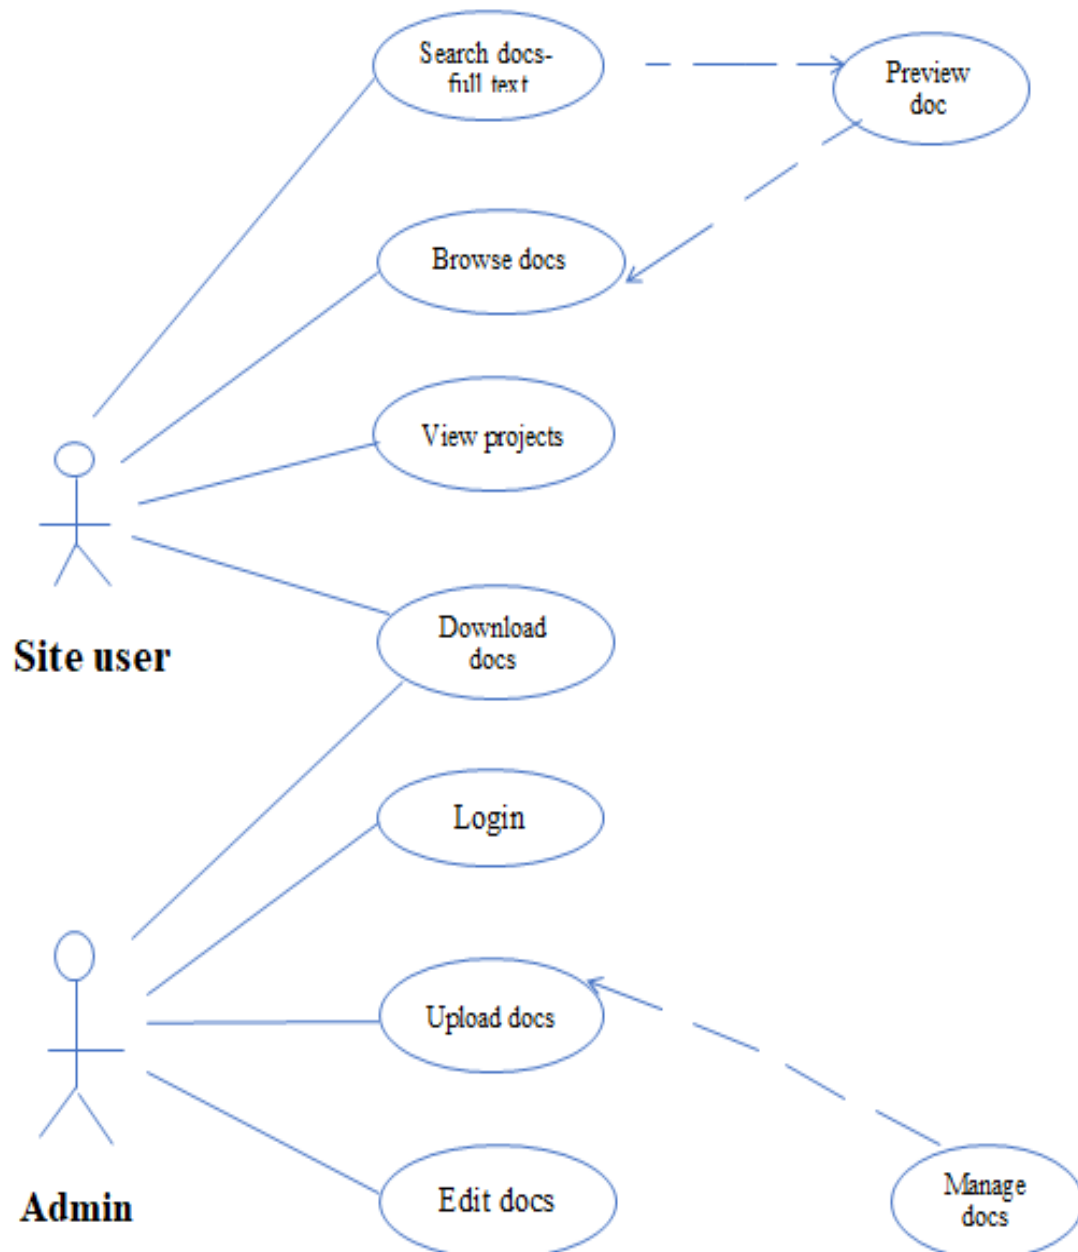 Search docs-
full text
Preview
doc
Browse docs
View projects
Site user
Download
docs
Login
Upload docs
Admin
Edit docs
Manage
docs